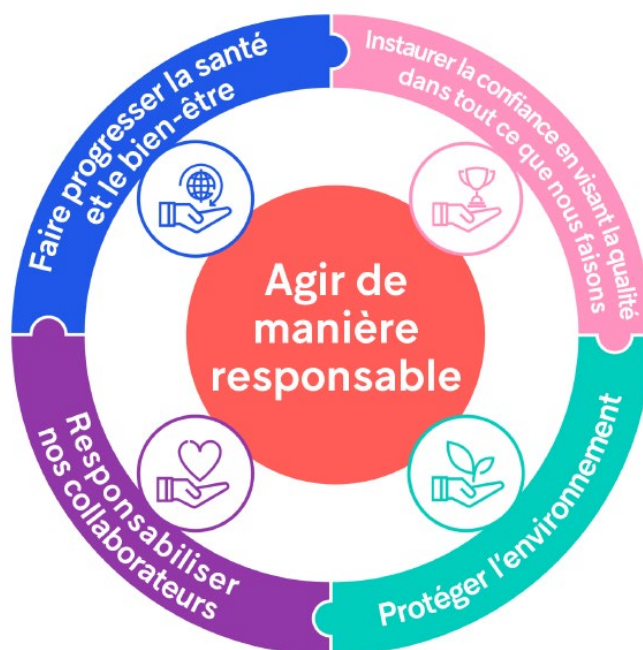 Faire progresser la santé
et le bien-être
Instaurer la confiance en visant la qualité
dans tout ce que nous faisons
Agir de
manière
responsable
Responsabiliser
nos collaborateurs
Protéger l'environnement